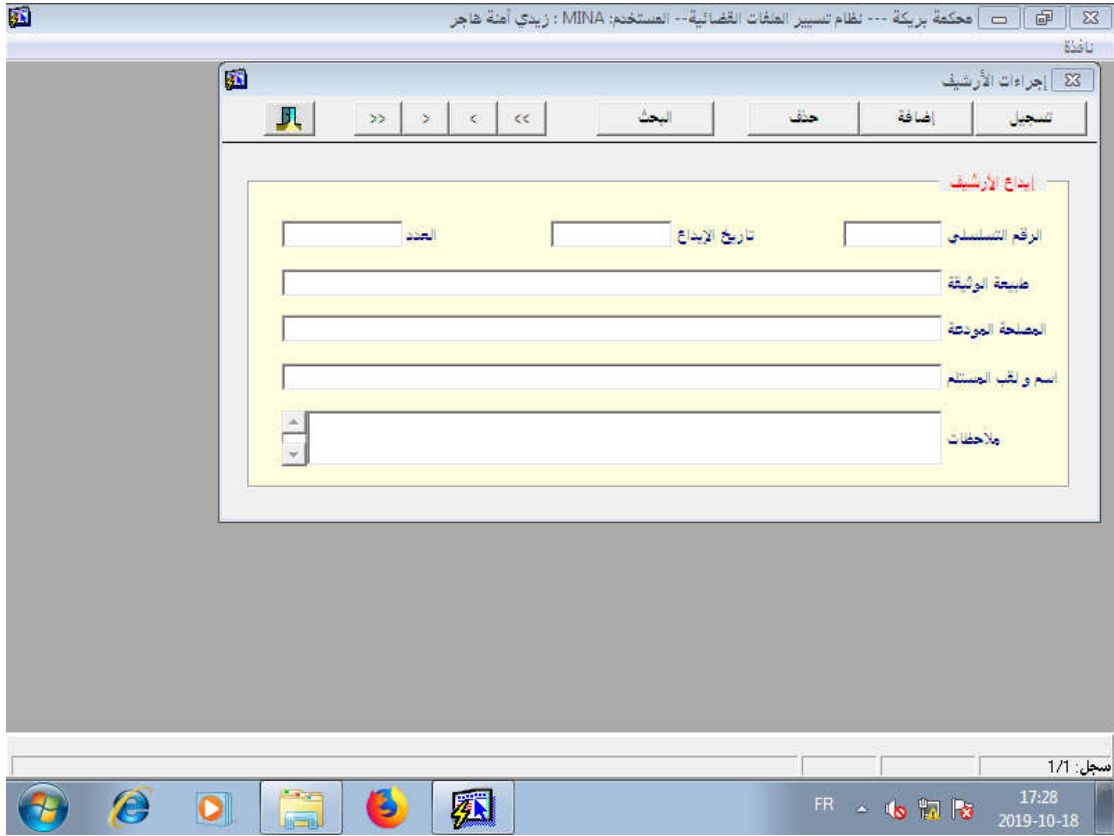 محكمة بريكة --- نظام تسيير الملفات القضائية-- المستخدم: MINA : زيدي أمنة هاجر
نافذة
إجراءات الأرشيف
تسجيل إضافة حذف البحث << < > >>
إيداع الأرشيف
الرقم التسلسلي تاريخ الإيداع العدد
طبيعة الوثيقة
المصلحة المودعة
اسم و لقب المستلم
ملاحظات
سجل: 1/1
FR 17:28
2019-10-18